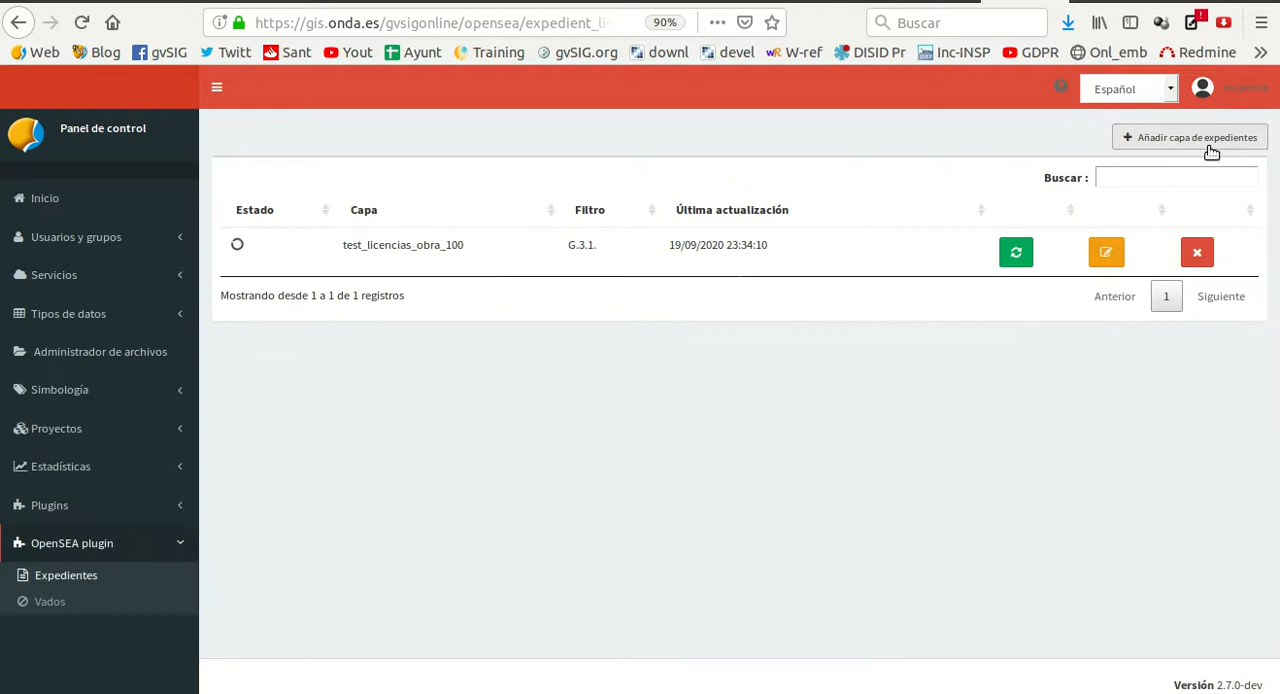 https://gis.onda.es/gvsigonline/opensea/expedient_li
90%
Buscar
Web Blog gvSIG Twitt Sant Yout Ayunt Training gvSIG.org downl devel W-ref DISID Pr Inc-INSP GDPR Onl_emb Redmine
Español
Panel de control
Añadir capa de expedientes
Buscar :
Inicio
Usuarios y grupos
Servicios
Tipos de datos
Administrador de archivos
Simbología
Proyectos
Estadísticas
Plugins
OpenSEA plugin
Expedientes
Vados
Estado Capa Filtro Última actualización
test_licencias_obra_100 G.3.1. 19/09/2020 23:34:10
Mostrando desde 1 a 1 de 1 registros
Anterior 1 Siguiente
Versión 2.7.0-dev